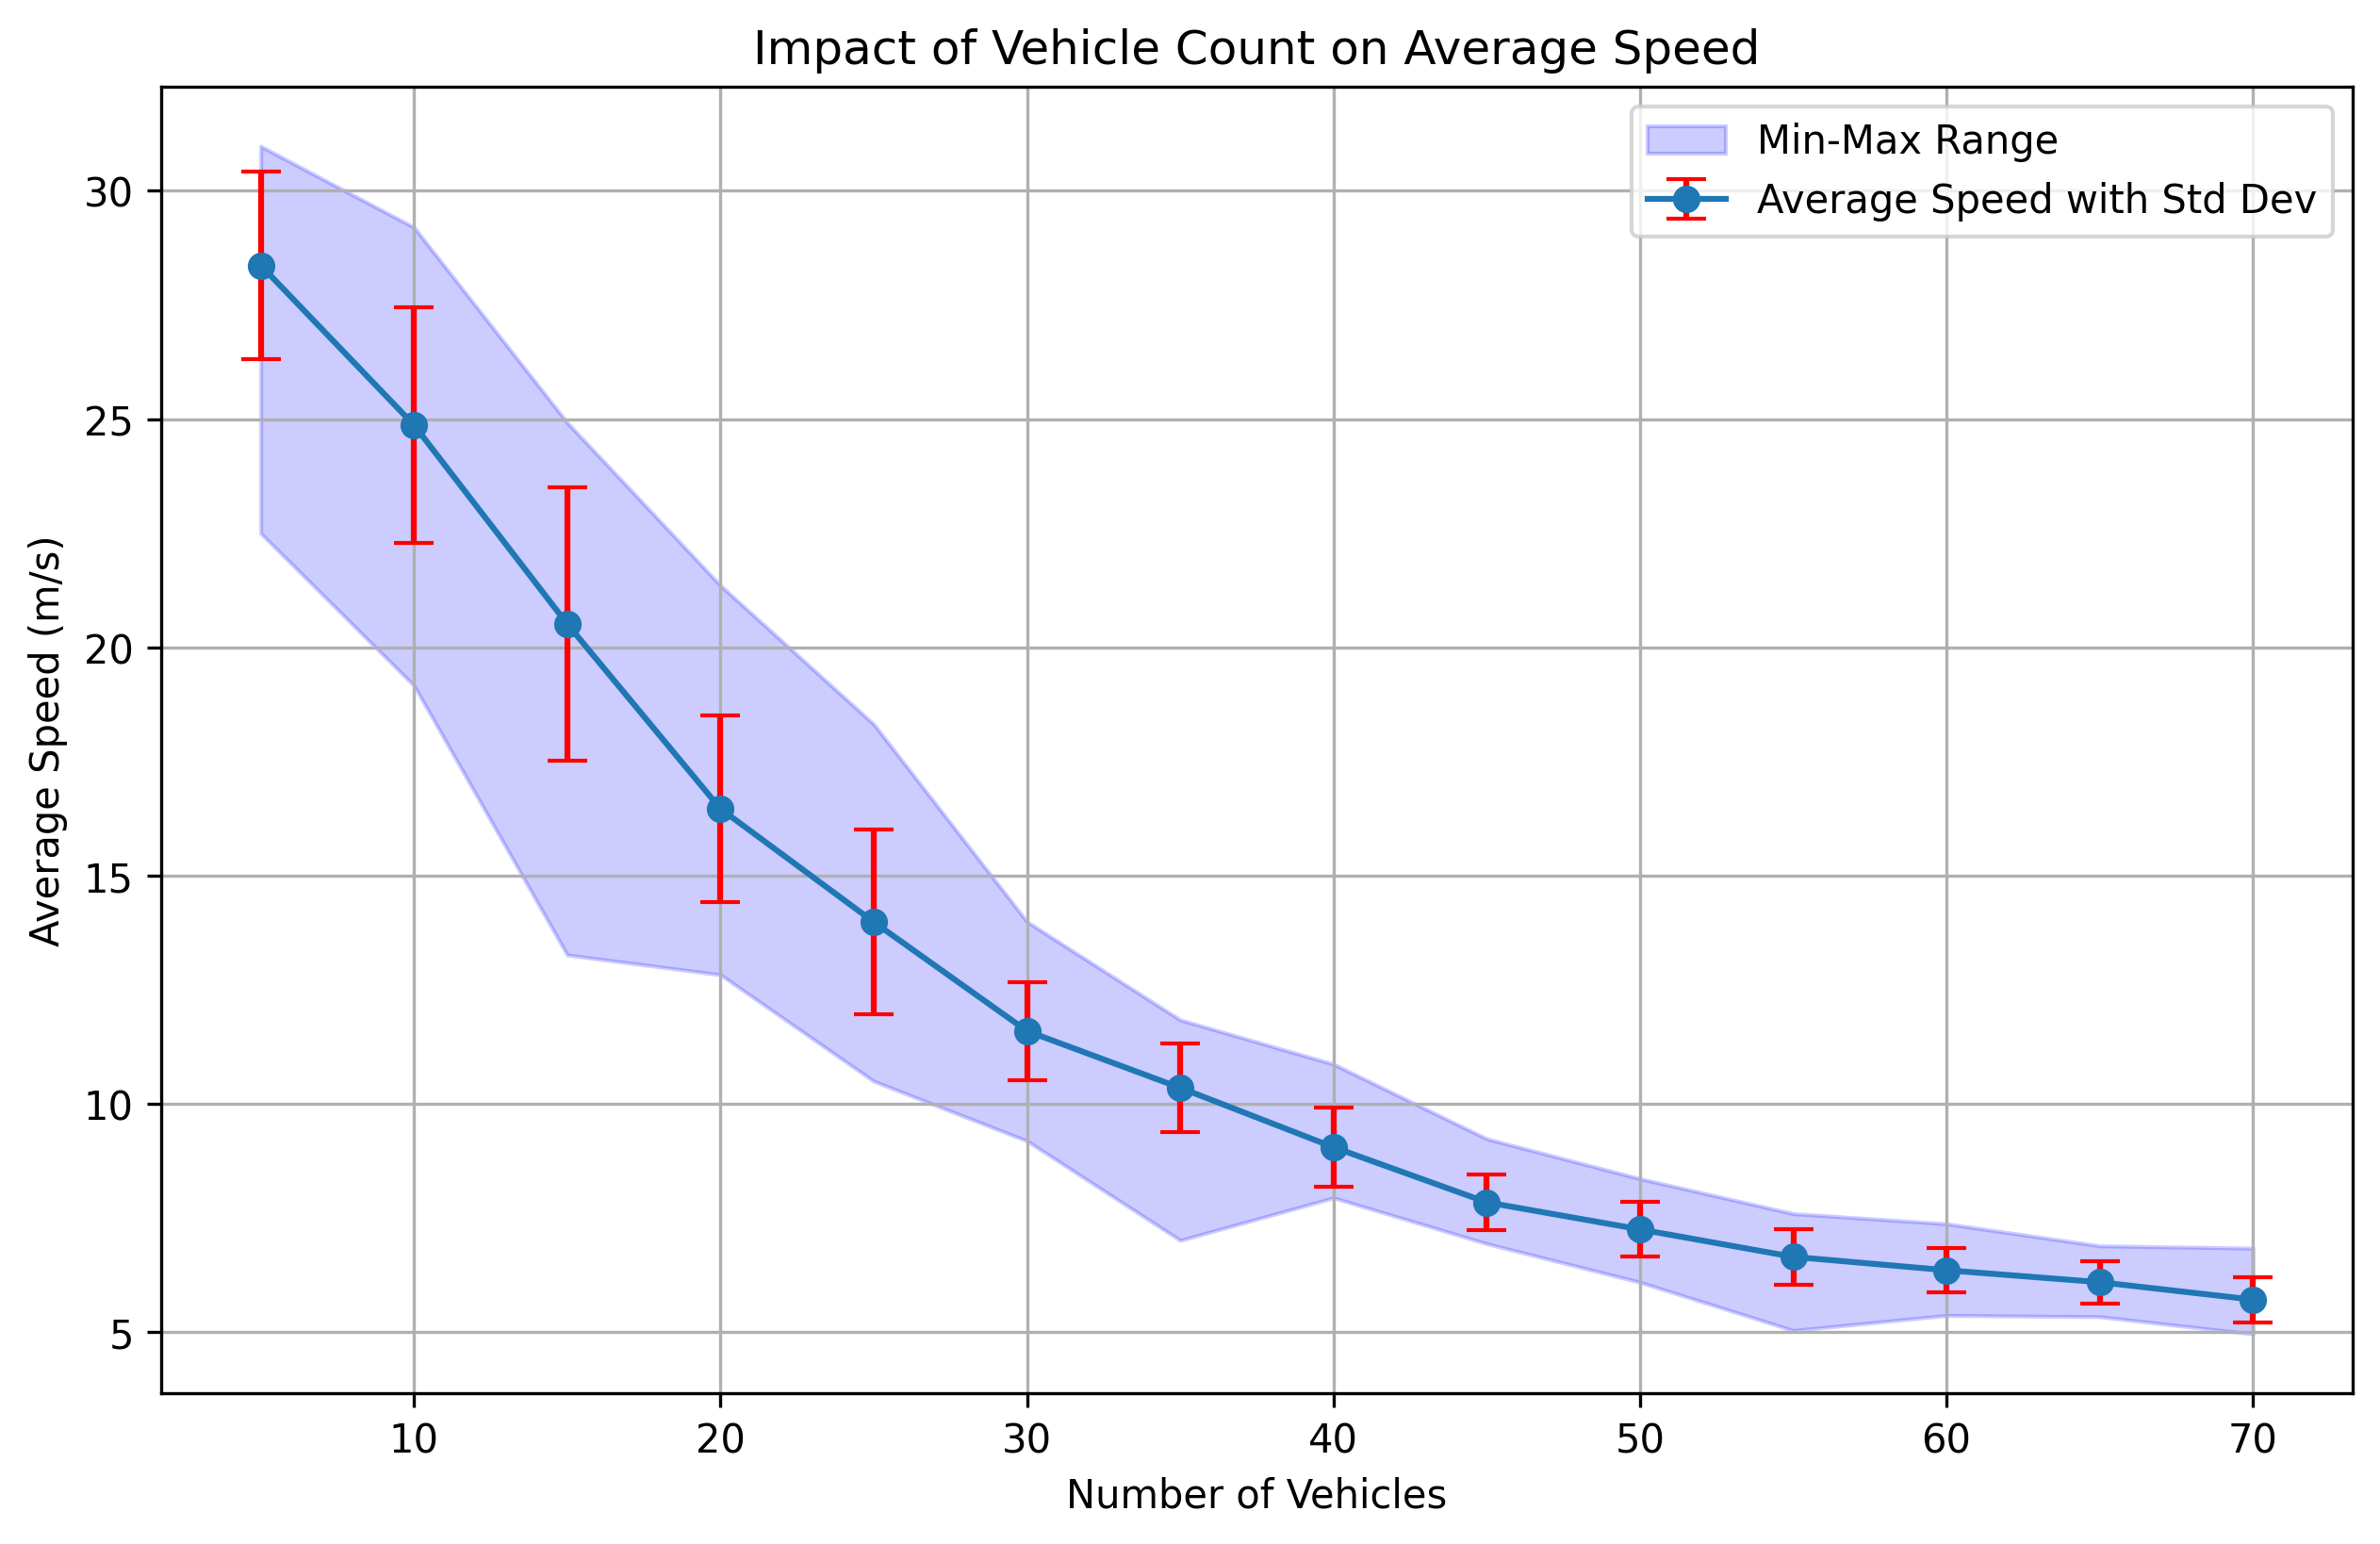 Impact of Vehicle Count on Average Speed
Min-Max Range
Average Speed with Std Dev
30
25
20
15
10
5
Average Speed (m/s)
10 20 30 40 50 60 70
Number of Vehicles